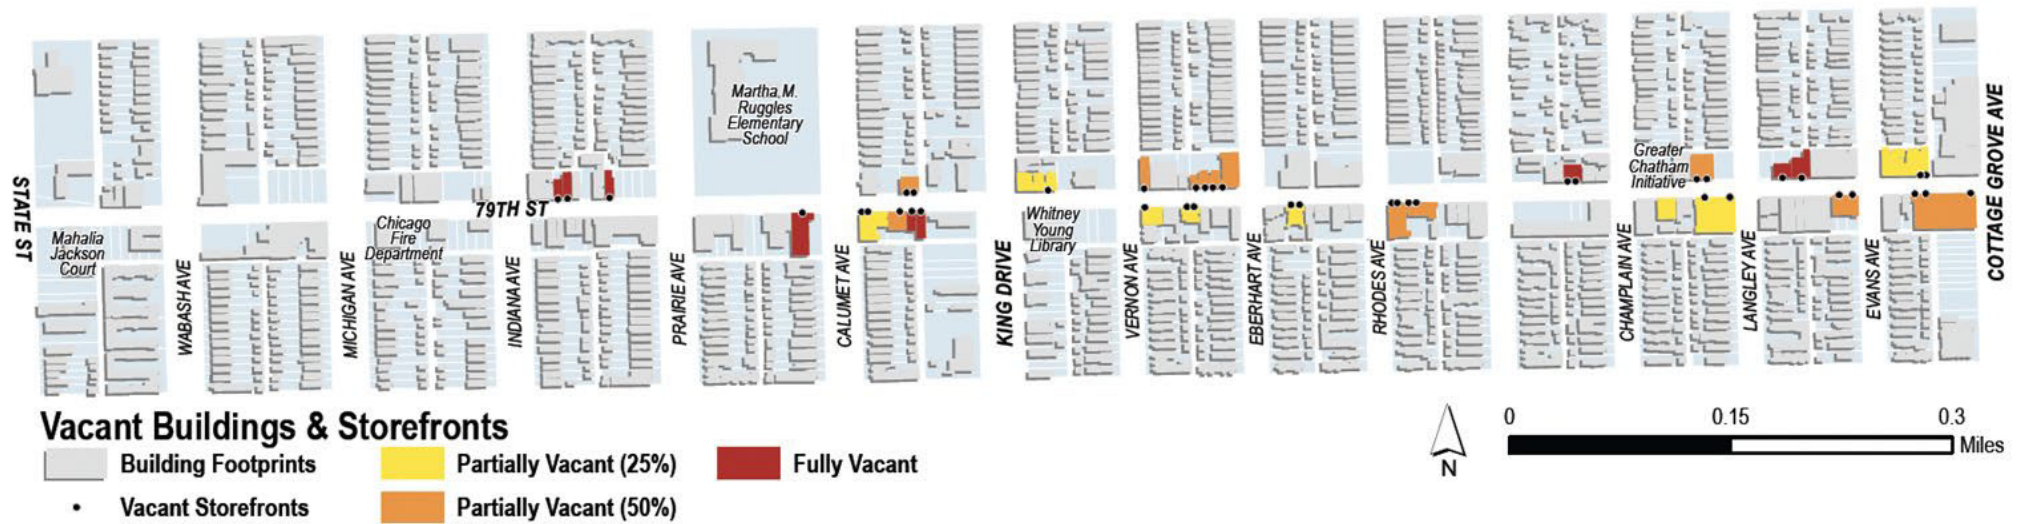 Martha M.
Ruggles
Elementary
School
Greater
Chatham
Initiative
STATE ST
79TH ST
COTTAGE GROVE AVE
Mahalia
Jackson
Court
Chicago
Fire
Department
Whitney
Young
Library
WABASH AVE
MICHIGAN AVE
INDIANA AVE
PRAIRIE AVE
CALUMET AVE
KING DRIVE
VERNON AVE
EBERHART AVE
RHODES AVE
CHAMPLAIN AVE
LANGLEY AVE
EVANS AVE
Vacant Buildings & Storefronts
Building Footprints
Partially Vacant (25%)
Fully Vacant
Vacant Storefronts
Partially Vacant (50%)
N
0 0.15 0.3
Miles